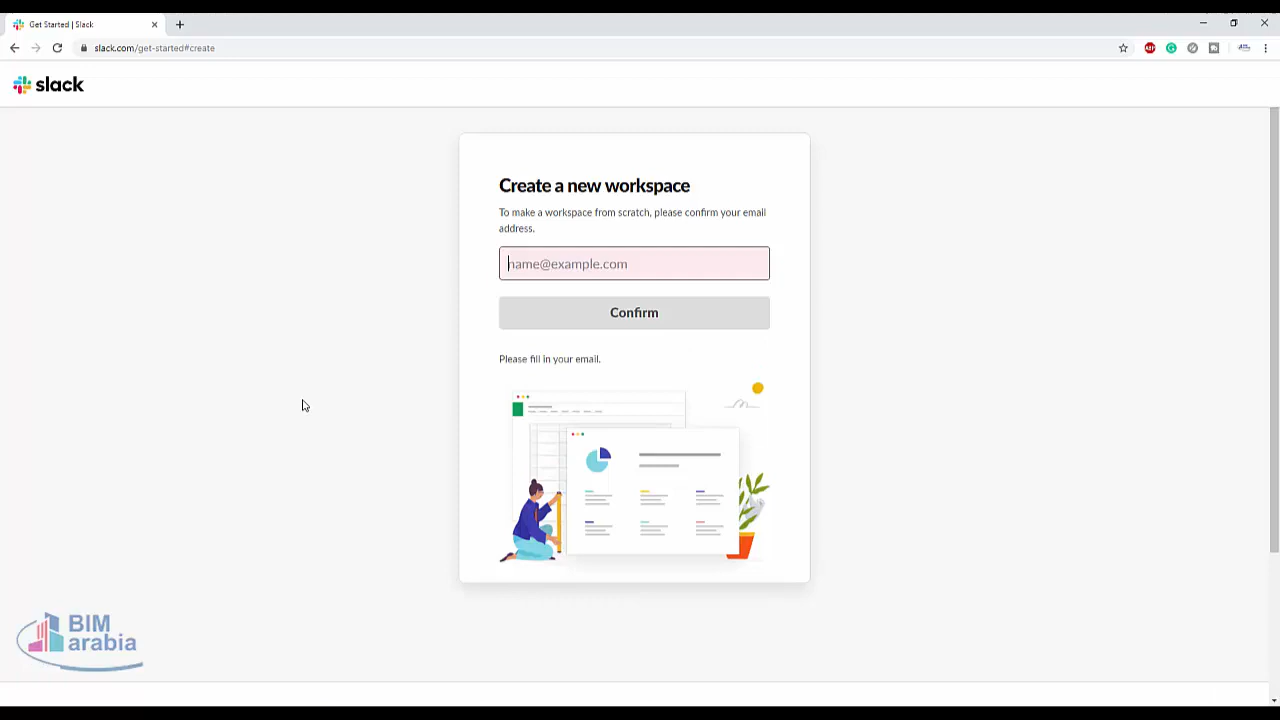 Get Started | Slack
slack.com/get-started#create
slack
Create a new workspace
To make a workspace from scratch, please confirm your email
address.
name@example.com
Confirm
Please fill in your email.
BIM
arabia